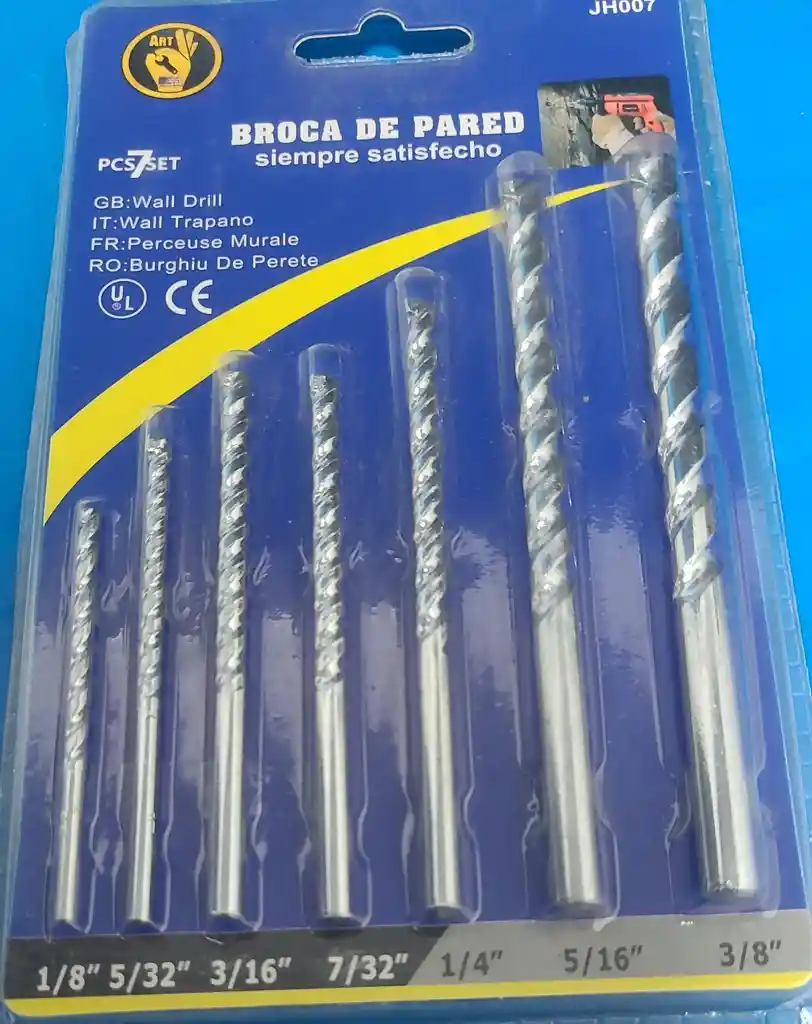 JH007
ART
BROCA DE PARED
siempre satisfecho
PCS7SET
GB:Wall Drill
IT:Wall Trapano
FR:Perceuse Murale
RO:Burghiu De Perete
UL CE
1/8" 5/32" 3/16" 7/32" 1/4" 5/16" 3/8"